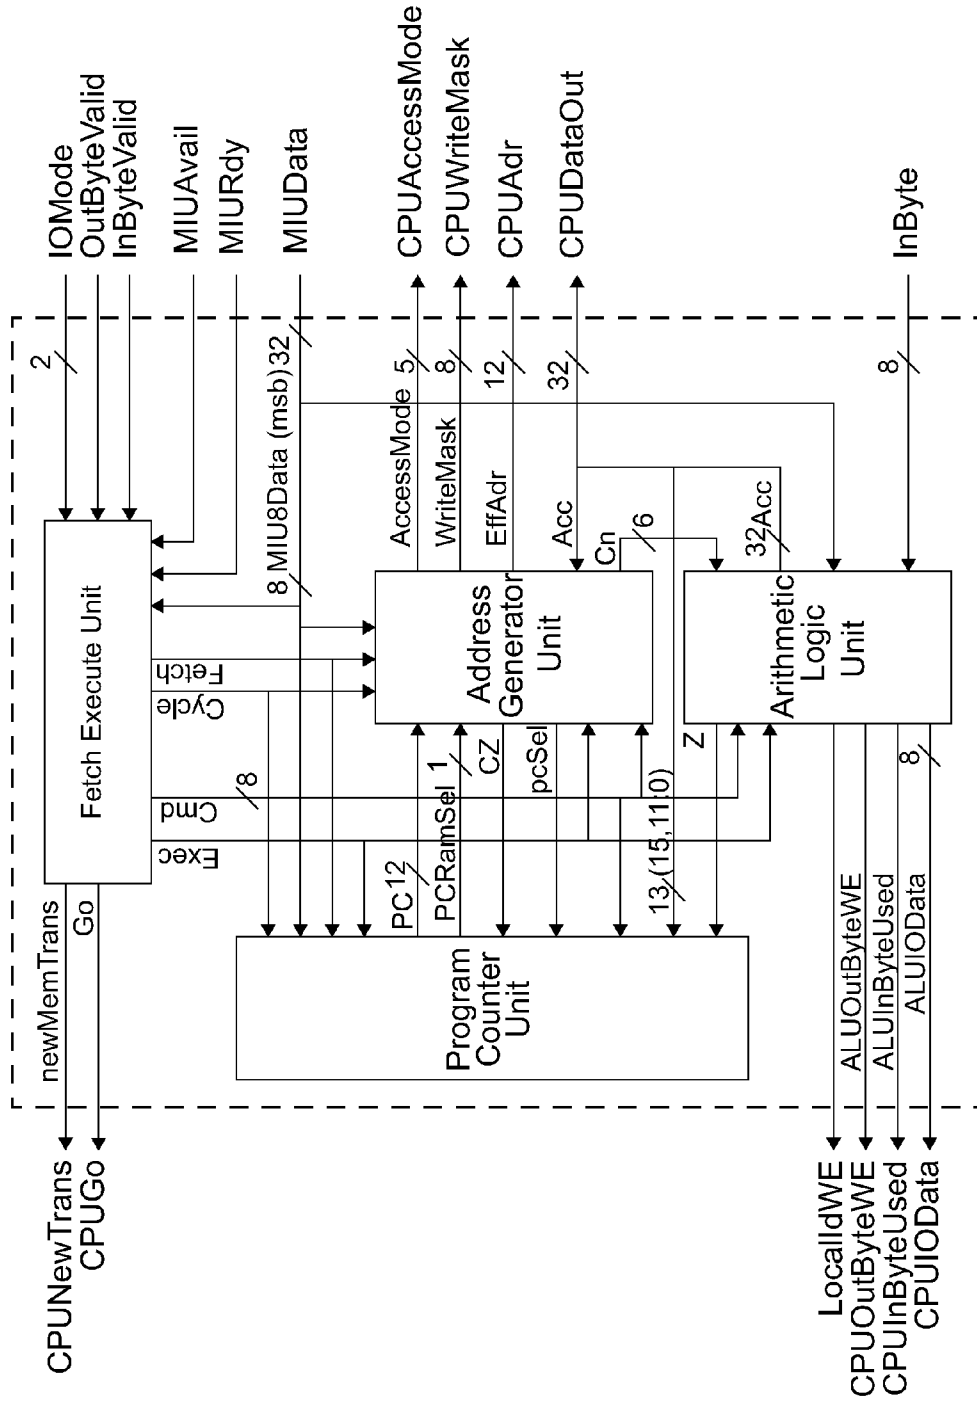 IOMode
OutByteValid
InByteValid
MIUAvail
MIURdy
MIUData
CPUAccessMode
CPUWriteMask
CPUAdr
CPUDataOut
InByte
2
32
8 MIU8Data (msb)
AccessMode 5
WriteMask 8
EffAdr 12
Acc 32
8
Cn
6
32 Acc
Fetch Execute Unit
Fetch
Cycle
Cmd
8
Exec
Address
Generator
Unit
Arithmetic
Logic
Unit
PC 12
PCRamSel 1
CZ
pcSel
13 (15,11:0)
Z
8
Program
Counter
Unit
newMemTrans
Go
ALUOutByteWE
ALUInByteUsed
ALUIOData
CPUNewTrans
CPUGo
LocalIdWE
CPUOutByteWE
CPUInByteUsed
CPUIOData